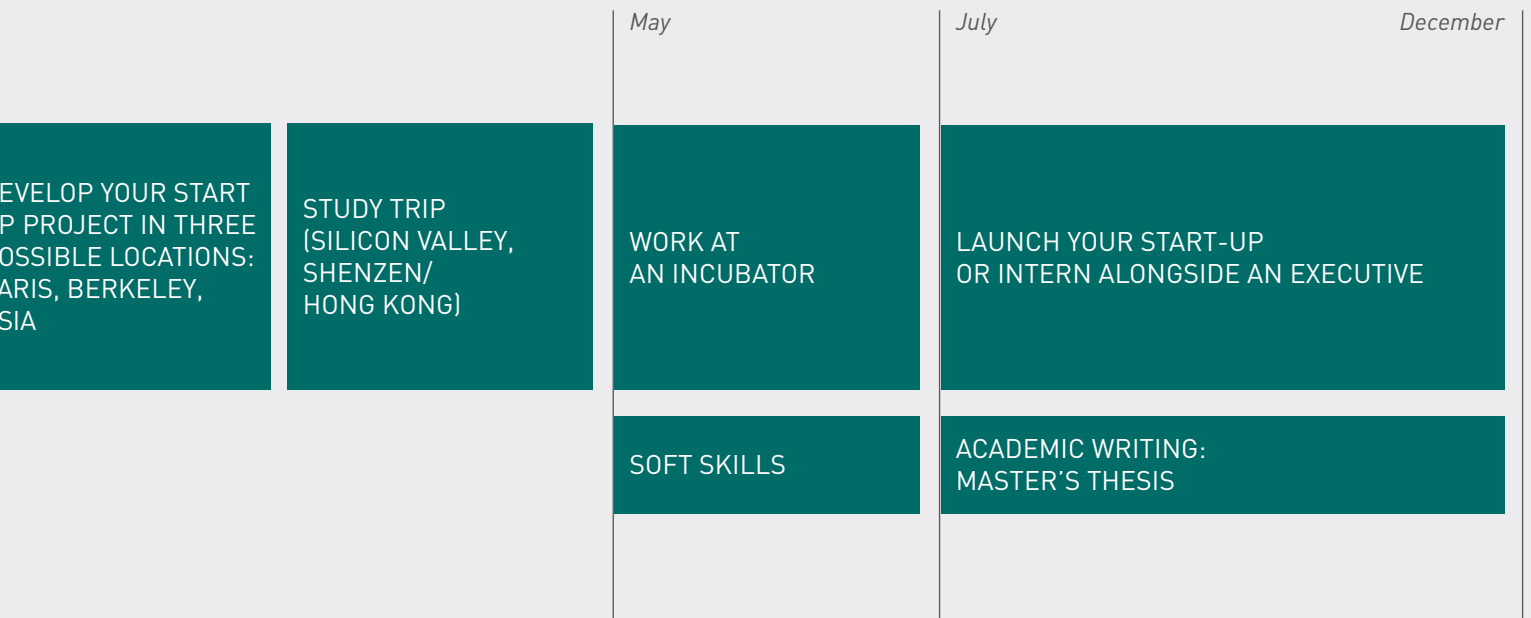 May
July
December
EVELOP YOUR START
P PROJECT IN THREE
OSSIBLE LOCATIONS:
ARIS, BERKELEY,
SIA
STUDY TRIP
(SILICON VALLEY,
SHENZEN/
HONG KONG)
WORK AT
AN INCUBATOR
LAUNCH YOUR START-UP
OR INTERN ALONGSIDE AN EXECUTIVE
SOFT SKILLS
ACADEMIC WRITING:
MASTER’S THESIS